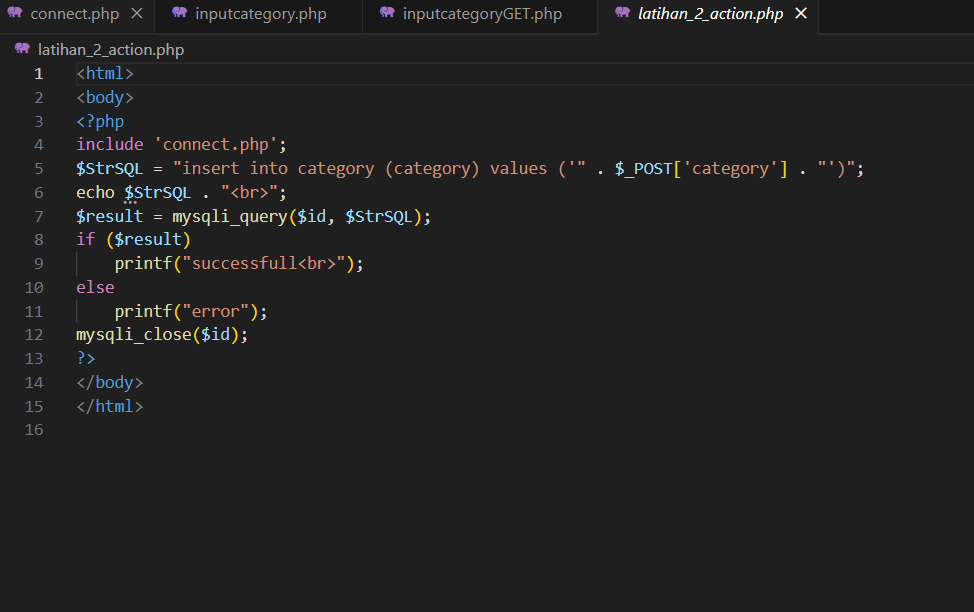 connect.php
inputcategory.php
inputcategoryGET.php
latihan_2_action.php
latihan_2_action.php
1 <html>
2 <body>
3 <?php
4 include 'connect.php';
5 $StrSQL = "insert into category (category) values ('" . $_POST['category'] . "')";
6 echo $StrSQL . "<br>";
7 $result = mysqli_query($id, $StrSQL);
8 if ($result)
9     printf("successfull<br>");
10 else
11     printf("error");
12 mysqli_close($id);
13 ?>
14 </body>
15 </html>
16